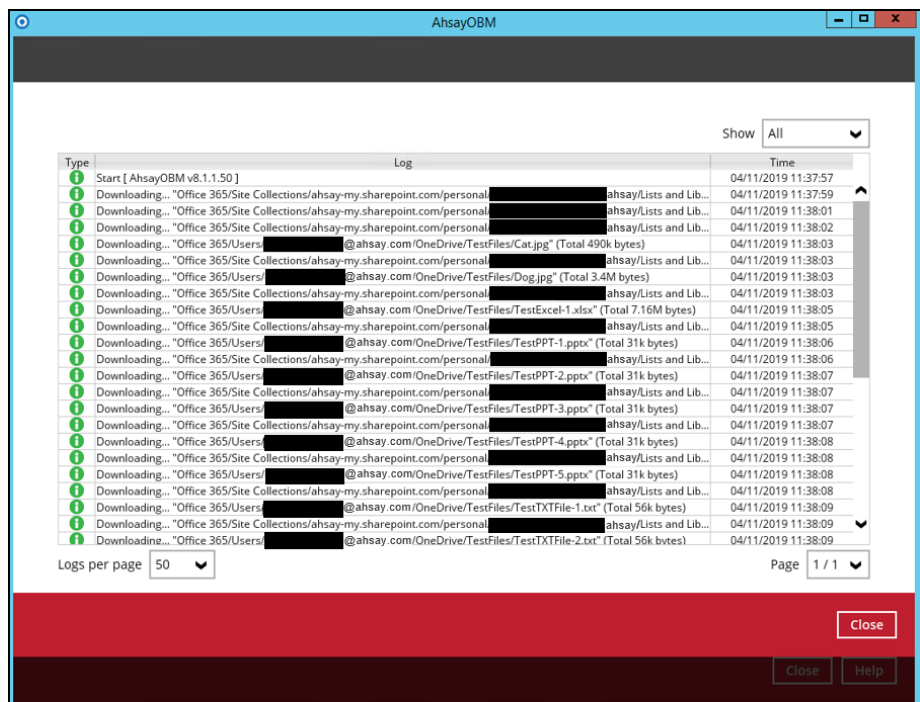 AhsayOBM
Show All
Type Log Time
Start [ AhsayOBM v8.1.1.50 ] 04/11/2019 11:37:57
Downloading... "Office 365/Site Collections/ahsay-my.sharepoint.com/personal/ ahsay/Lists and Lib... 04/11/2019 11:37:59
Downloading... "Office 365/Site Collections/ahsay-my.sharepoint.com/personal/ ahsay/Lists and Lib... 04/11/2019 11:38:01
Downloading... "Office 365/Site Collections/ahsay-my.sharepoint.com/personal/ ahsay/Lists and Lib... 04/11/2019 11:38:02
Downloading... "Office 365/Users/ @ahsay.com/OneDrive/TestFiles/Cat.jpg" (Total 490k bytes) 04/11/2019 11:38:03
Downloading... "Office 365/Site Collections/ahsay-my.sharepoint.com/personal/ ahsay/Lists and Lib... 04/11/2019 11:38:03
Downloading... "Office 365/Users/ @ahsay.com/OneDrive/TestFiles/Dog.jpg" (Total 3.4M bytes) 04/11/2019 11:38:03
Downloading... "Office 365/Site Collections/ahsay-my.sharepoint.com/personal/ ahsay/Lists and Lib... 04/11/2019 11:38:03
Downloading... "Office 365/Users/ @ahsay.com/OneDrive/TestFiles/TestExcel-1.xlsx" (Total 7.16M bytes) 04/11/2019 11:38:05
Downloading... "Office 365/Site Collections/ahsay-my.sharepoint.com/personal/ ahsay/Lists and Lib... 04/11/2019 11:38:05
Downloading... "Office 365/Users/ @ahsay.com/OneDrive/TestFiles/TestPPT-1.pptx" (Total 31k bytes) 04/11/2019 11:38:06
Downloading... "Office 365/Site Collections/ahsay-my.sharepoint.com/personal/ ahsay/Lists and Lib... 04/11/2019 11:38:06
Downloading... "Office 365/Users/ @ahsay.com/OneDrive/TestFiles/TestPPT-2.pptx" (Total 31k bytes) 04/11/2019 11:38:07
Downloading... "Office 365/Site Collections/ahsay-my.sharepoint.com/personal/ ahsay/Lists and Lib... 04/11/2019 11:38:07
Downloading... "Office 365/Users/ @ahsay.com/OneDrive/TestFiles/TestPPT-3.pptx" (Total 31k bytes) 04/11/2019 11:38:07
Downloading... "Office 365/Site Collections/ahsay-my.sharepoint.com/personal/ ahsay/Lists and Lib... 04/11/2019 11:38:07
Downloading... "Office 365/Users/ @ahsay.com/OneDrive/TestFiles/TestPPT-4.pptx" (Total 31k bytes) 04/11/2019 11:38:08
Downloading... "Office 365/Site Collections/ahsay-my.sharepoint.com/personal/ ahsay/Lists and Lib... 04/11/2019 11:38:08
Downloading... "Office 365/Users/ @ahsay.com/OneDrive/TestFiles/TestPPT-5.pptx" (Total 31k bytes) 04/11/2019 11:38:08
Downloading... "Office 365/Site Collections/ahsay-my.sharepoint.com/personal/ ahsay/Lists and Lib... 04/11/2019 11:38:08
Downloading... "Office 365/Users/ @ahsay.com/OneDrive/TestFiles/TestTXTFile-1.txt" (Total 56k bytes) 04/11/2019 11:38:09
Downloading... "Office 365/Site Collections/ahsay-my.sharepoint.com/personal/ ahsay/Lists and Lib... 04/11/2019 11:38:09
Downloading... "Office 365/Users/ @ahsay.com/OneDrive/TestFiles/TestTXTFile-2.txt" (Total 56k bytes) 04/11/2019 11:38:09
Logs per page 50 Page 1 / 1
Close
Close Help